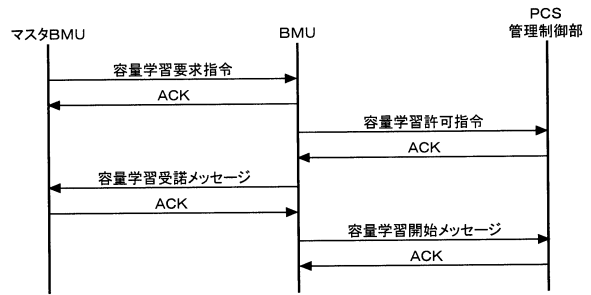 マスタBMU
BMU
PCS
管理制御部
容量学習要求指令
ACK
容量学習許可指令
ACK
容量学習受諾メッセージ
ACK
容量学習開始メッセージ
ACK